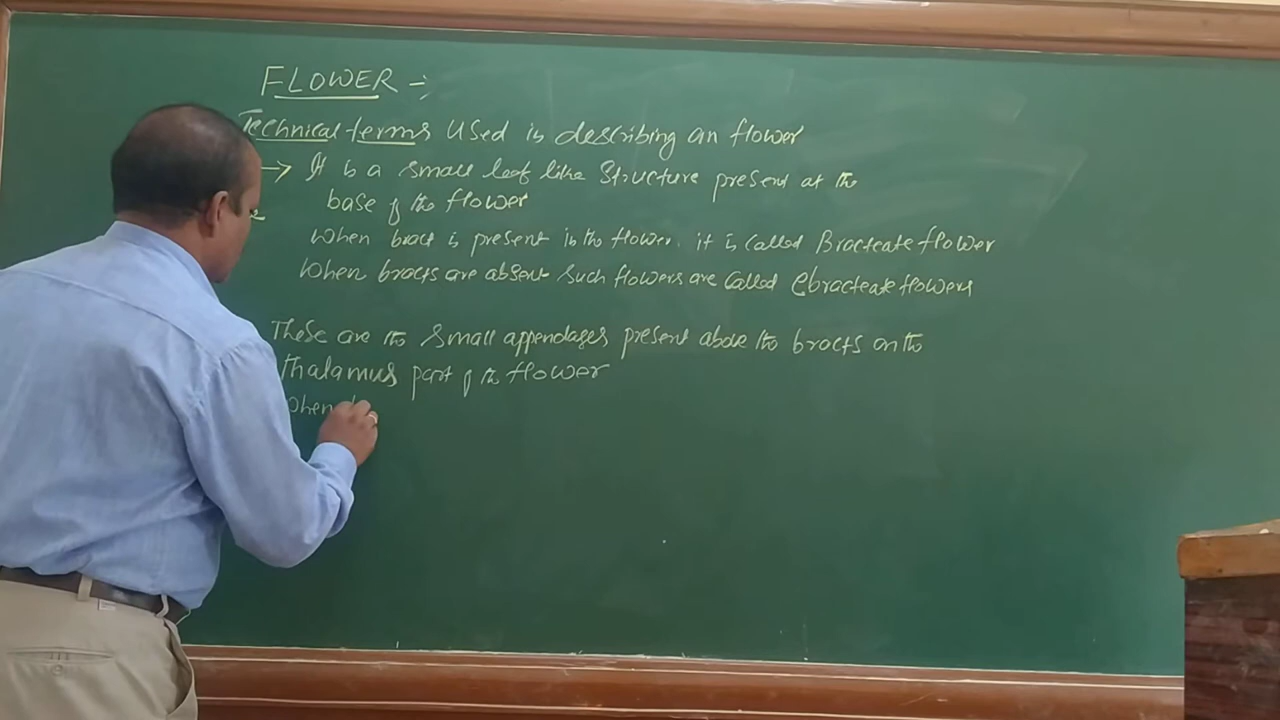 FLOWER :-
Technical terms used in describing an flower
→ It is a small leaf like structure present at the
base of the flower
When bract is present in the flower. it is called Bracteate flower
When bracts are absent such flowers are called ebracteate flowers
These are the small appendages present above the bracts on the
thalamus part of the flower
When